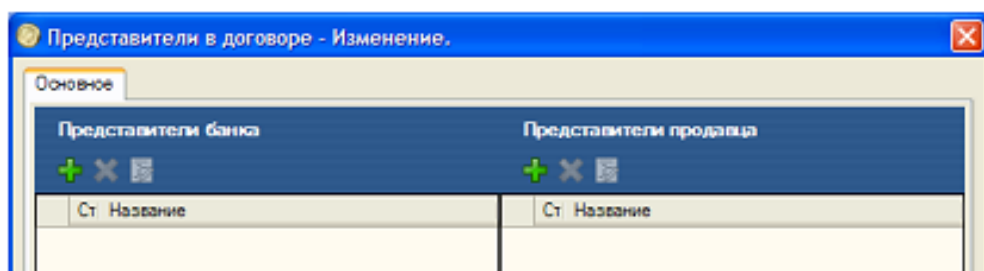 Представители в договоре - Изменение.
Основное
Представители банка
Представители продавца
Ст Название
Ст Название